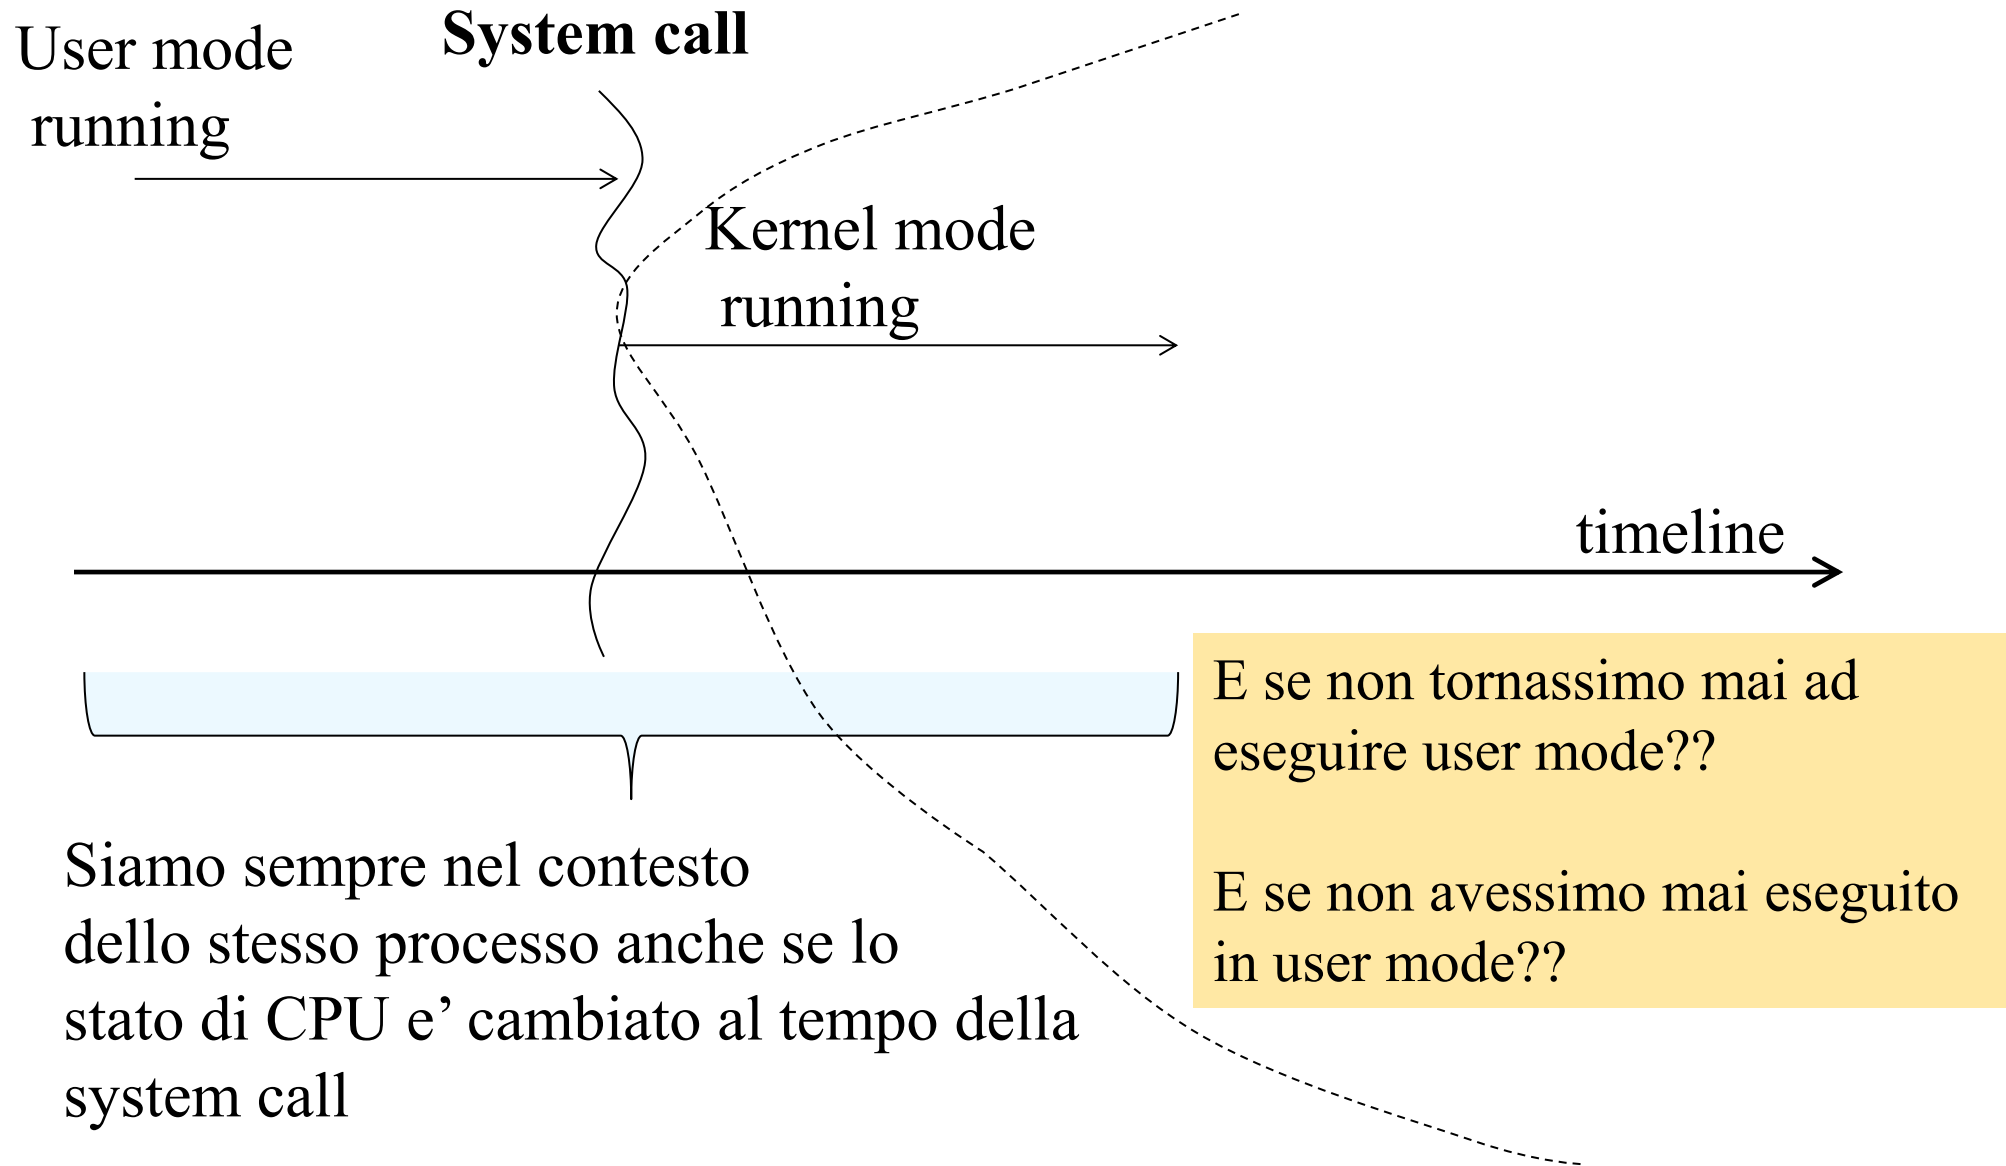 User mode
running
System call
Kernel mode
running
timeline
E se non tornassimo mai ad
eseguire user mode??
E se non avessimo mai eseguito
in user mode??
Siamo sempre nel contesto
dello stesso processo anche se lo
stato di CPU e’ cambiato al tempo della
system call